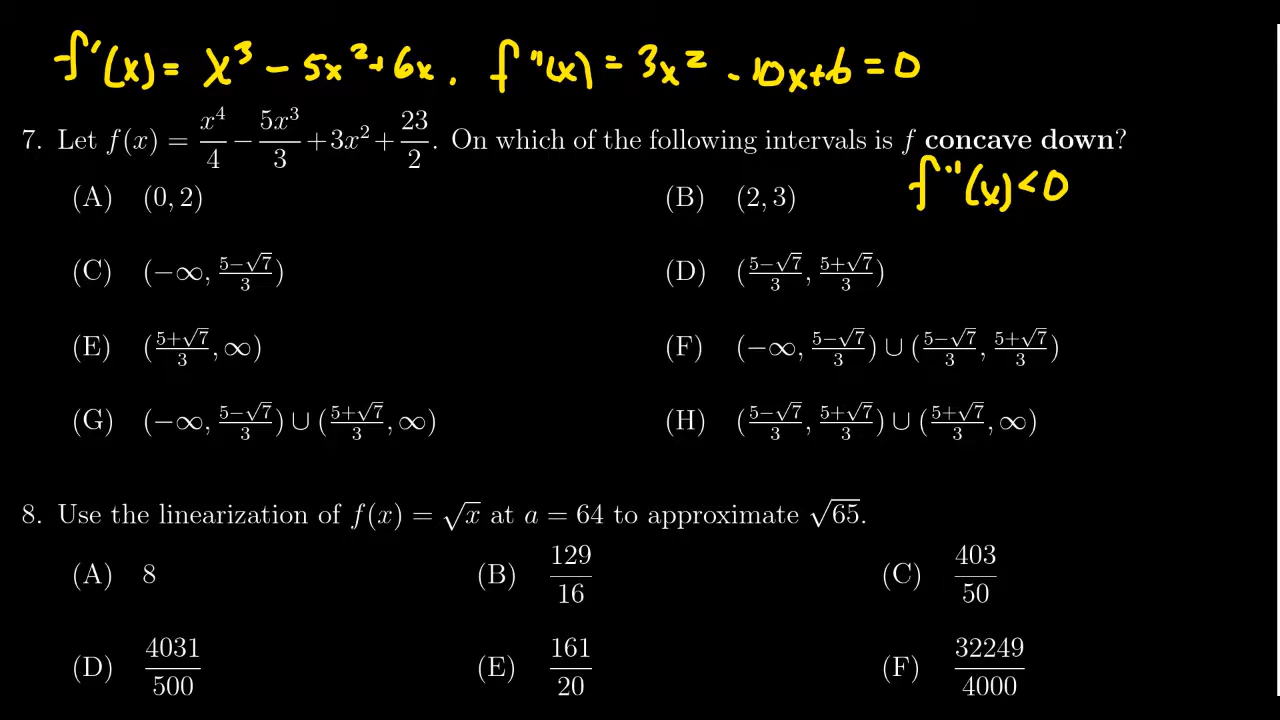 f'(x) = x³ - 5x² + 6x. f''(x) = 3x² - 10x + 6 = 0
7. Let f(x) = x⁴/4 − 5x³/3 + 3x² + 23/2. On which of the following intervals is f concave down?
f''(x) < 0
(A) (0, 2) (B) (2, 3)
(C) (−∞, (5−√7)/3) (D) ((5−√7)/3, (5+√7)/3)
(E) ((5+√7)/3, ∞) (F) (−∞, (5−√7)/3) ∪ ((5−√7)/3, (5+√7)/3)
(G) (−∞, (5−√7)/3) ∪ ((5+√7)/3, ∞) (H) ((5−√7)/3, (5+√7)/3) ∪ ((5+√7)/3, ∞)
8. Use the linearization of f(x) = √x at a = 64 to approximate √65.
(A) 8 (B) 129/16 (C) 403/50
(D) 4031/500 (E) 161/20 (F) 32249/4000